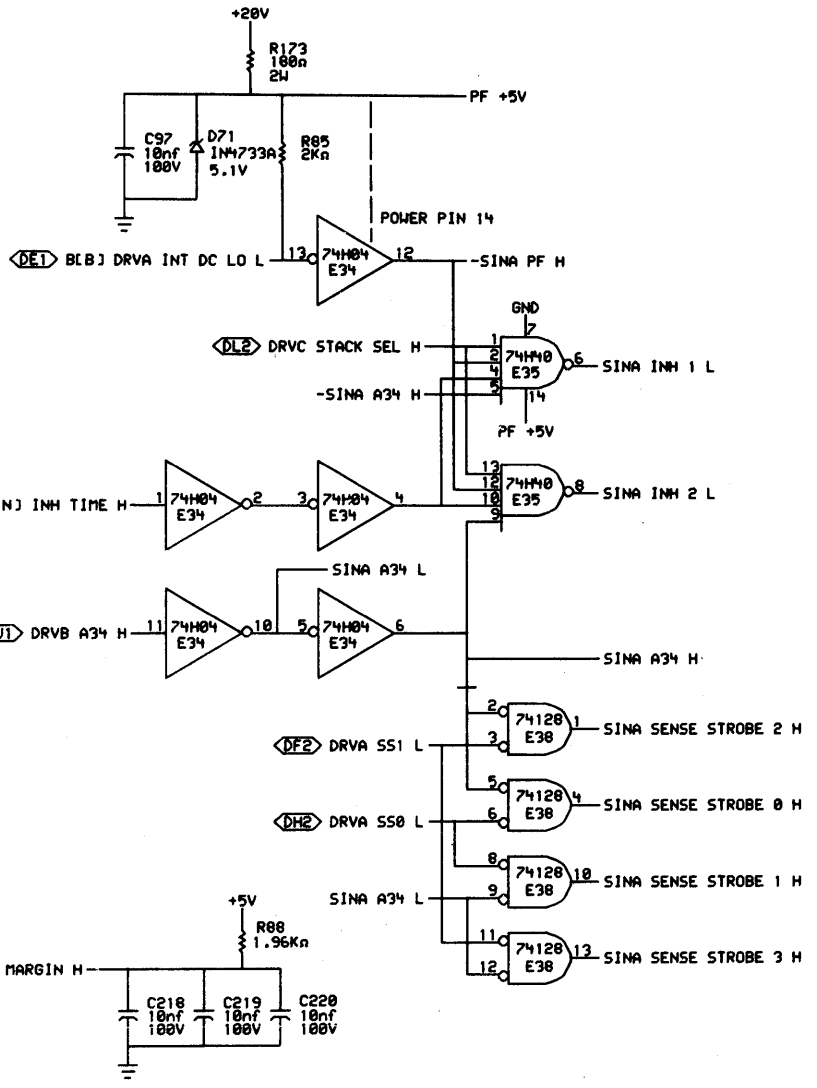 +20V
R173
180Ω
2W
PF +5V
C97
10nf
100V
D71
IN4733A
5.1V
R85
2KΩ
POWER PIN 14
DE1 B[B] DRVA INT DC LO L
13 74H04 12
E34
-SINA PF H
GND
7
DL2 DRVC STACK SEL H
1
2
4
5
74H40
E35
6
SINA INH 1 L
-SINA A34 H
14
PF +5V
13
12
10
9
74H40
E35
8
SINA INH 2 L
N] INH TIME H
1 74H04 2
E34
3 74H04 4
E34
SINA A34 L
DRVB A34 H
11 74H04 10
E34
5 74H04 6
E34
SINA A34 H
2
3
74128
E38
1
SINA SENSE STROBE 2 H
DF2 DRVA SS1 L
5
6
74128
E38
4
SINA SENSE STROBE 0 H
DH2 DRVA SS0 L
8
9
74128
E38
10
SINA SENSE STROBE 1 H
SINA A34 L
11
12
74128
E38
13
SINA SENSE STROBE 3 H
+5V
R88
1.96KΩ
MARGIN H
C218
10nf
100V
C219
10nf
100V
C220
10nf
100V